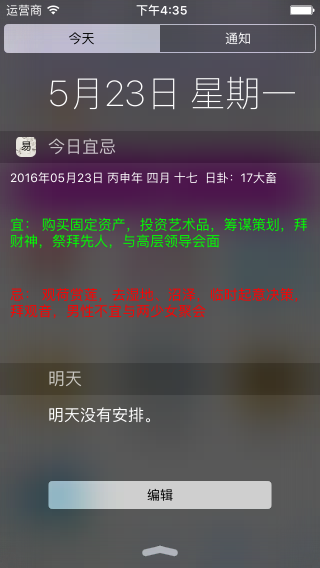 运营商 下午4:35
今天 通知
5月23日 星期一
易 今日宜忌
2016年05月23日 丙申年 四月 十七 日卦：17大畜
宜： 购买固定资产，投资艺术品，筹谋策划，拜
财神，祭拜先人，与高层领导会面
忌：
明天
明天没有安排。
编辑